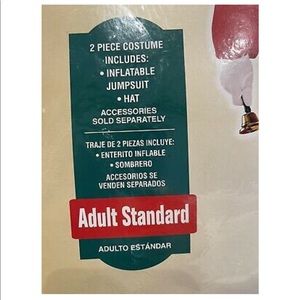 2 PIECE COSTUME
INCLUDES:
• INFLATABLE
JUMPSUIT
• HAT
ACCESSORIES
SOLD SEPARATELY
TRAJE DE 2 PIEZAS INCLUYE:
• ENTERITO INFLABLE
• SOMBRERO
ACCESORIOS SE
VENDEN SEPARADOS
Adult Standard
ADULTO ESTÁNDAR